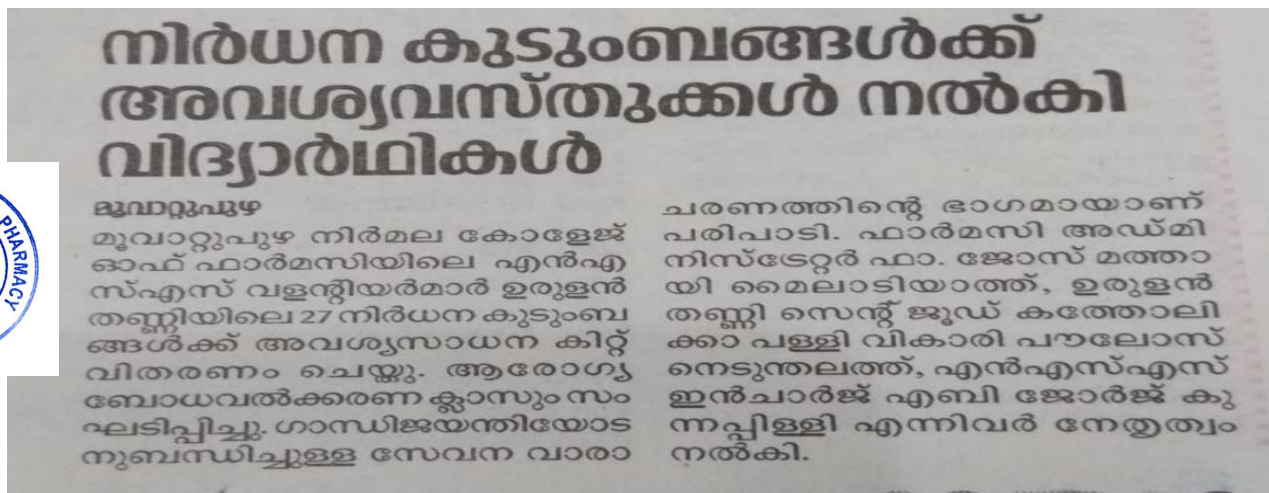 നിർധന കുടുംബങ്ങൾക്ക്
അവശ്യവസ്തുക്കൾ നൽകി
വിദ്യാർഥികൾ
മൂവാറ്റുപുഴ
മൂവാറ്റുപുഴ നിർമല കോളേജ്
ഓഫ് ഫാർമസിയിലെ എൻഎ
സ്എസ് വളന്റിയർമാർ ഉരുളൻ
തണ്ണിയിലെ 27 നിർധന കുടുംബ
ങ്ങൾക്ക് അവശ്യസാധന കിറ്റ്
വിതരണം ചെയ്തു. ആരോഗ്യ
ബോധവൽക്കരണ ക്ലാസും സം
ഘടിപ്പിച്ചു. ഗാന്ധിജയന്തിയോട
നുബന്ധിച്ചുള്ള സേവന വാരാ
ചരണത്തിന്റെ ഭാഗമായാണ്
പരിപാടി. ഫാർമസി അഡ്മി
നിസ്ട്രേറ്റർ ഫാ. ജോസ് മത്താ
യി മൈലാടിയാത്ത്, ഉരുളൻ
തണ്ണി സെന്റ് ജൂഡ് കത്തോലി
ക്കാ പള്ളി വികാരി പൗലോസ്
നെടുന്തലത്ത്, എൻഎസ്എസ്
ഇൻചാർജ് എബി ജോർജ് കു
ന്നപ്പിള്ളി എന്നിവർ നേതൃത്വം
നൽകി.
PHARMACY